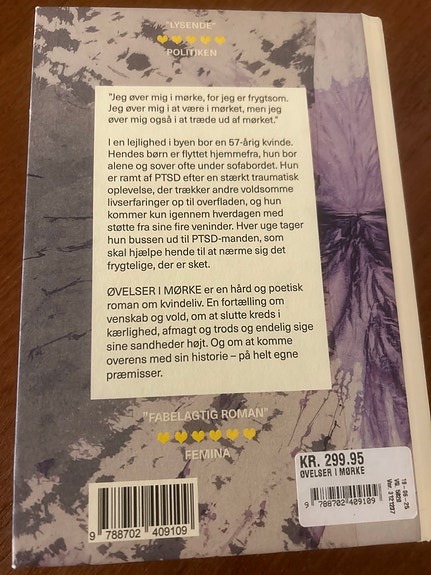 "LYSENDE"
POLITIKEN
"Jeg øver mig i mørke, for jeg er frygtsom.
Jeg øver mig i at være i mørket, men jeg
øver mig også i at træde ud af mørket."
I en lejlighed i byen bor en 57-årig kvinde.
Hendes børn er flyttet hjemmefra, hun bor
alene og sover ofte under sofabordet. Hun
er ramt af PTSD efter en stærkt traumatisk
oplevelse, der trækker andre voldsomme
livserfaringer op til overfladen, og hun
kommer kun igennem hverdagen med
støtte fra sine fire veninder. Hver uge tager
hun bussen ud til PTSD-manden, som
skal hjælpe hende til at nærme sig det
frygtelige, der er sket.
ØVELSER I MØRKE er en hård og poetisk
roman om kvindeliv. En fortælling om
venskab og vold, om at slutte kreds i
kærlighed, afmagt og trods og endelig sige
sine sandheder højt. Og om at komme
overens med sin historie – på helt egne
præmisser.
"FABELAGTIG ROMAN"
FEMINA
KR. 299.95
ØVELSER I MØRKE
9 788702 409109
9 788702 409109